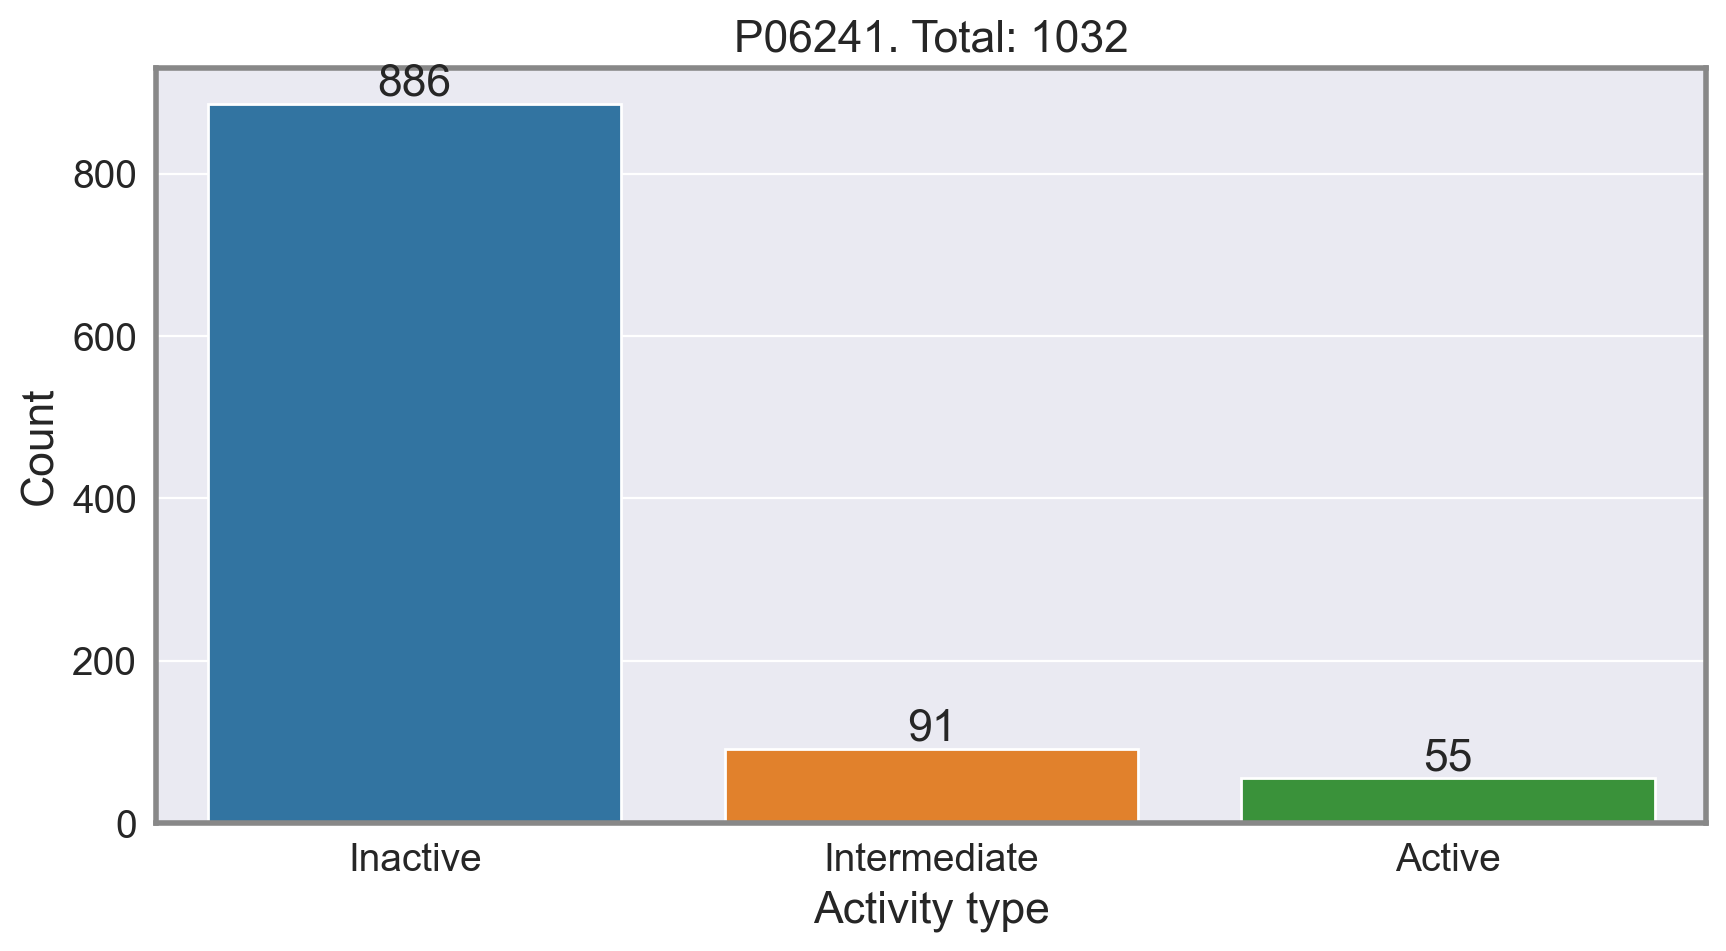 P06241. Total: 1032
886
800
600
400
200
0
Count
91
55
Inactive
Intermediate
Active
Activity type